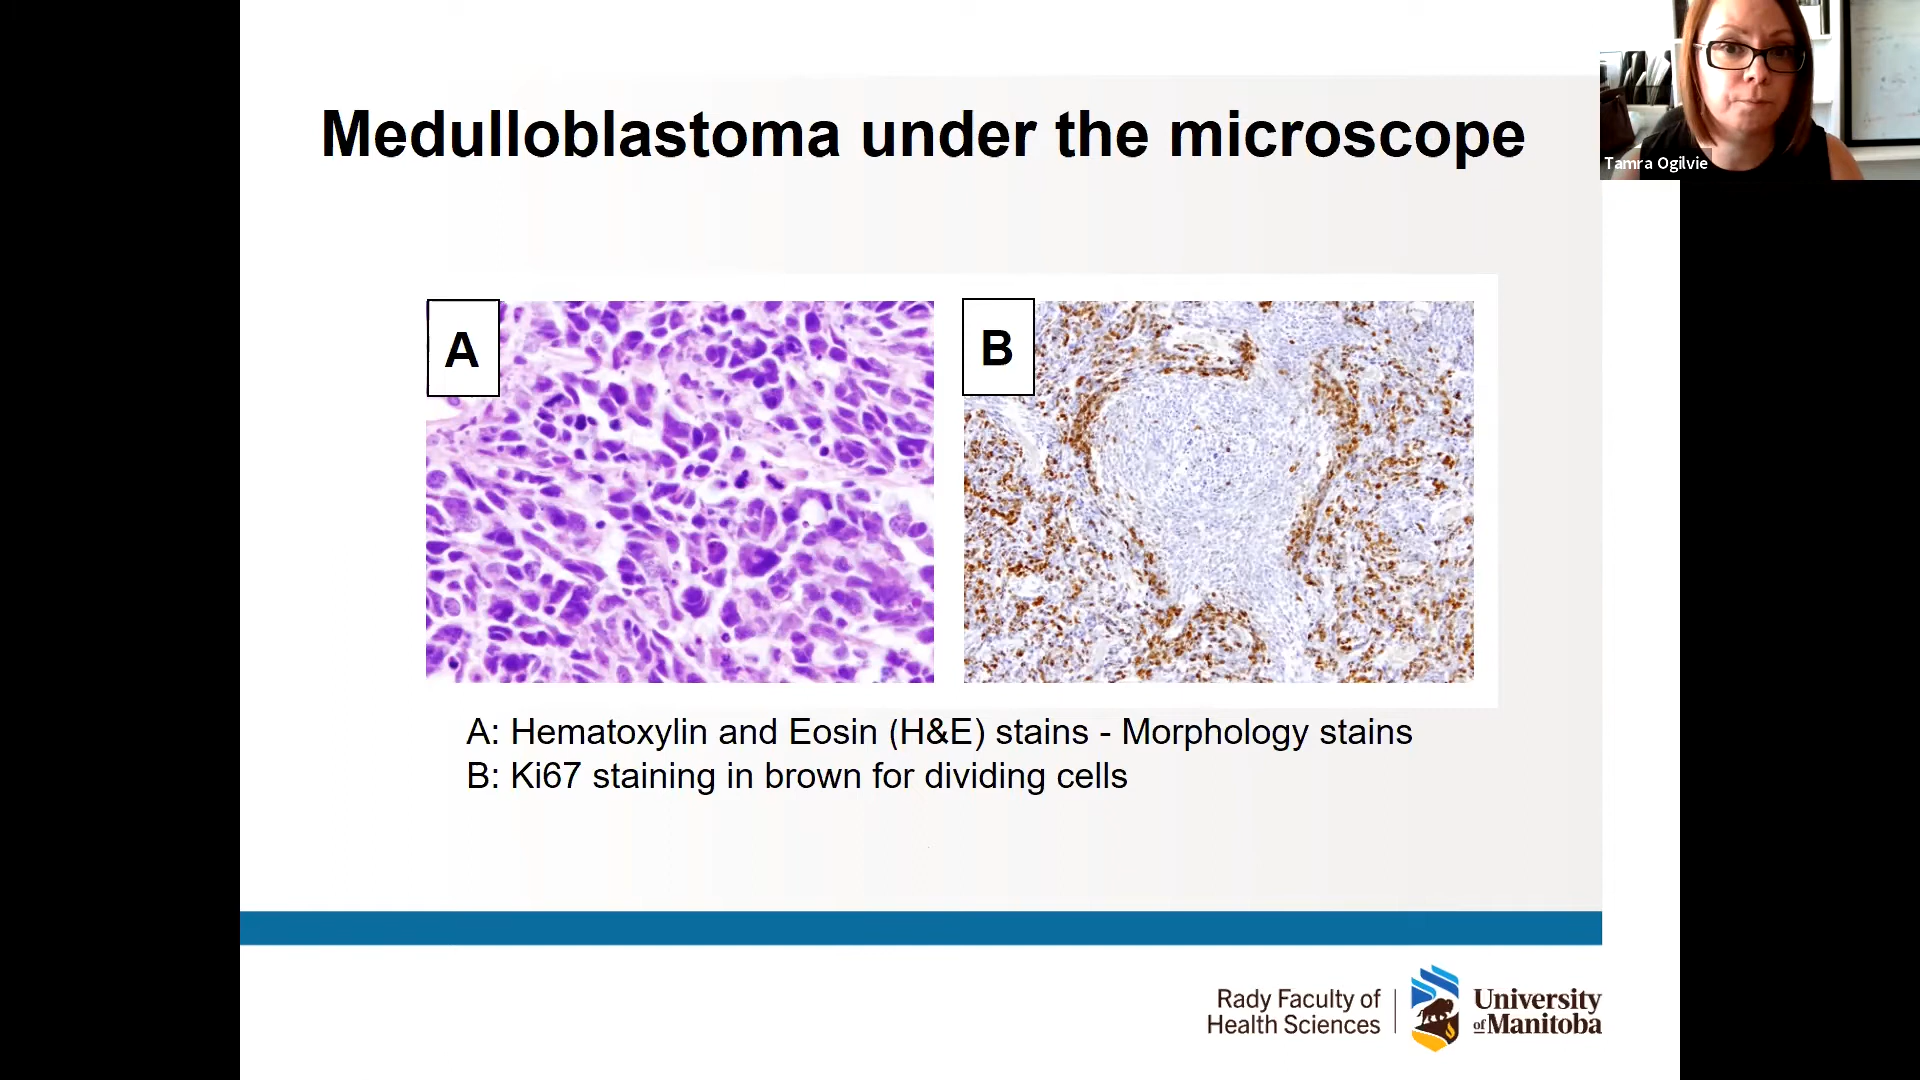 Medulloblastoma under the microscope
Tamra Ogilvie
A
B
A: Hematoxylin and Eosin (H&E) stains - Morphology stains
B: Ki67 staining in brown for dividing cells
Rady Faculty of
Health Sciences
University
of Manitoba